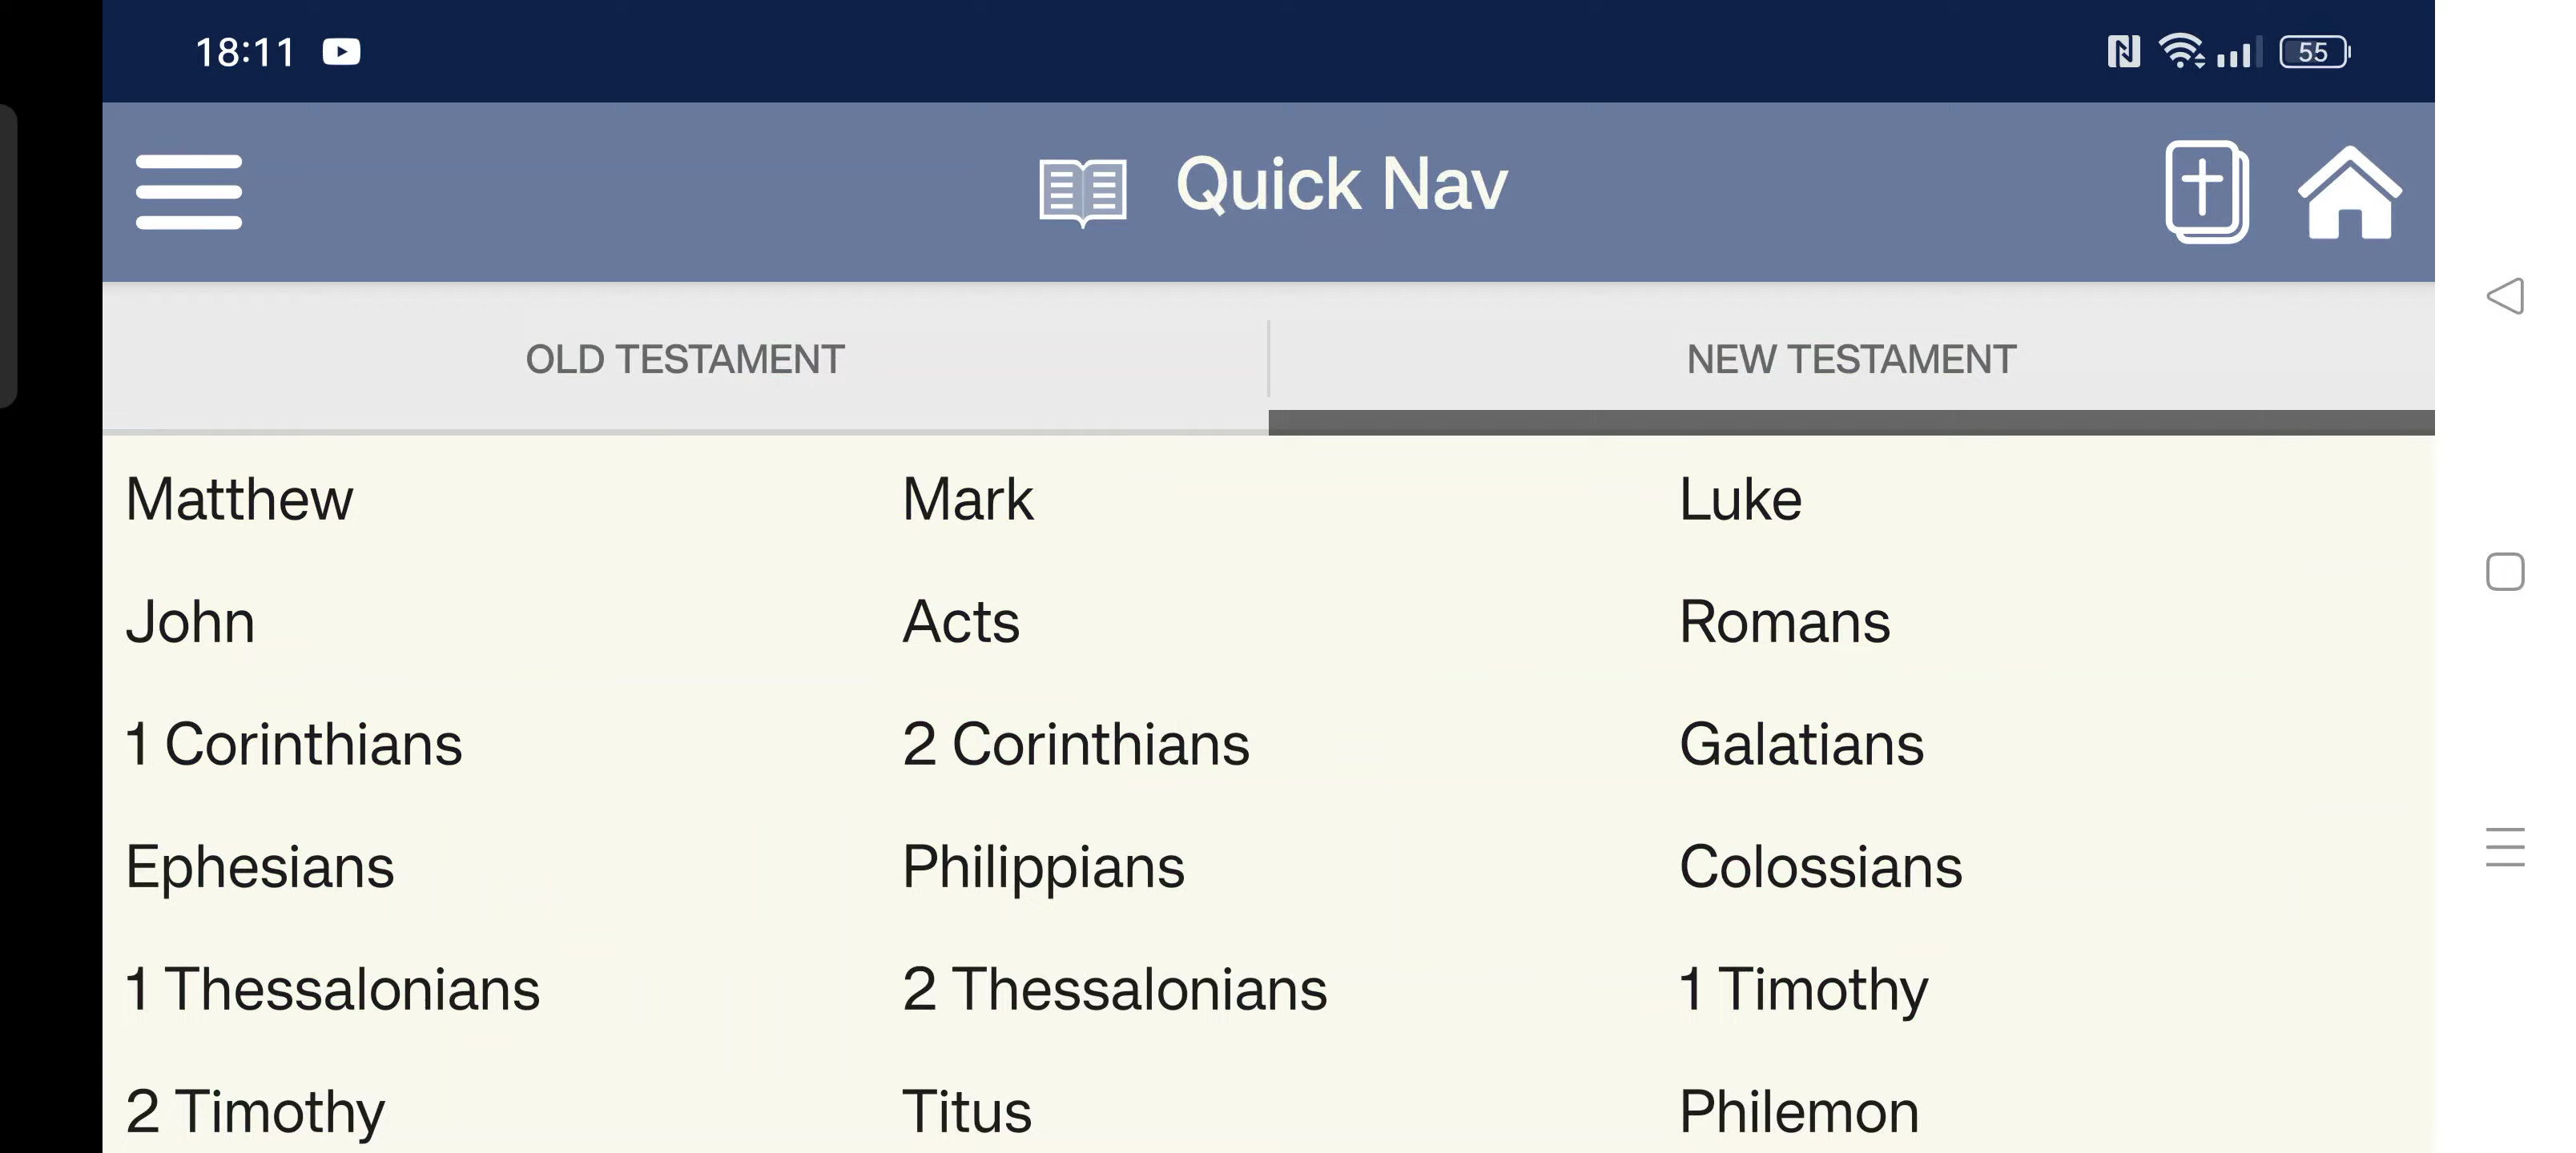 18:11
55
Quick Nav
OLD TESTAMENT NEW TESTAMENT
Matthew Mark Luke
John Acts Romans
1 Corinthians 2 Corinthians Galatians
Ephesians Philippians Colossians
1 Thessalonians 2 Thessalonians 1 Timothy
2 Timothy Titus Philemon